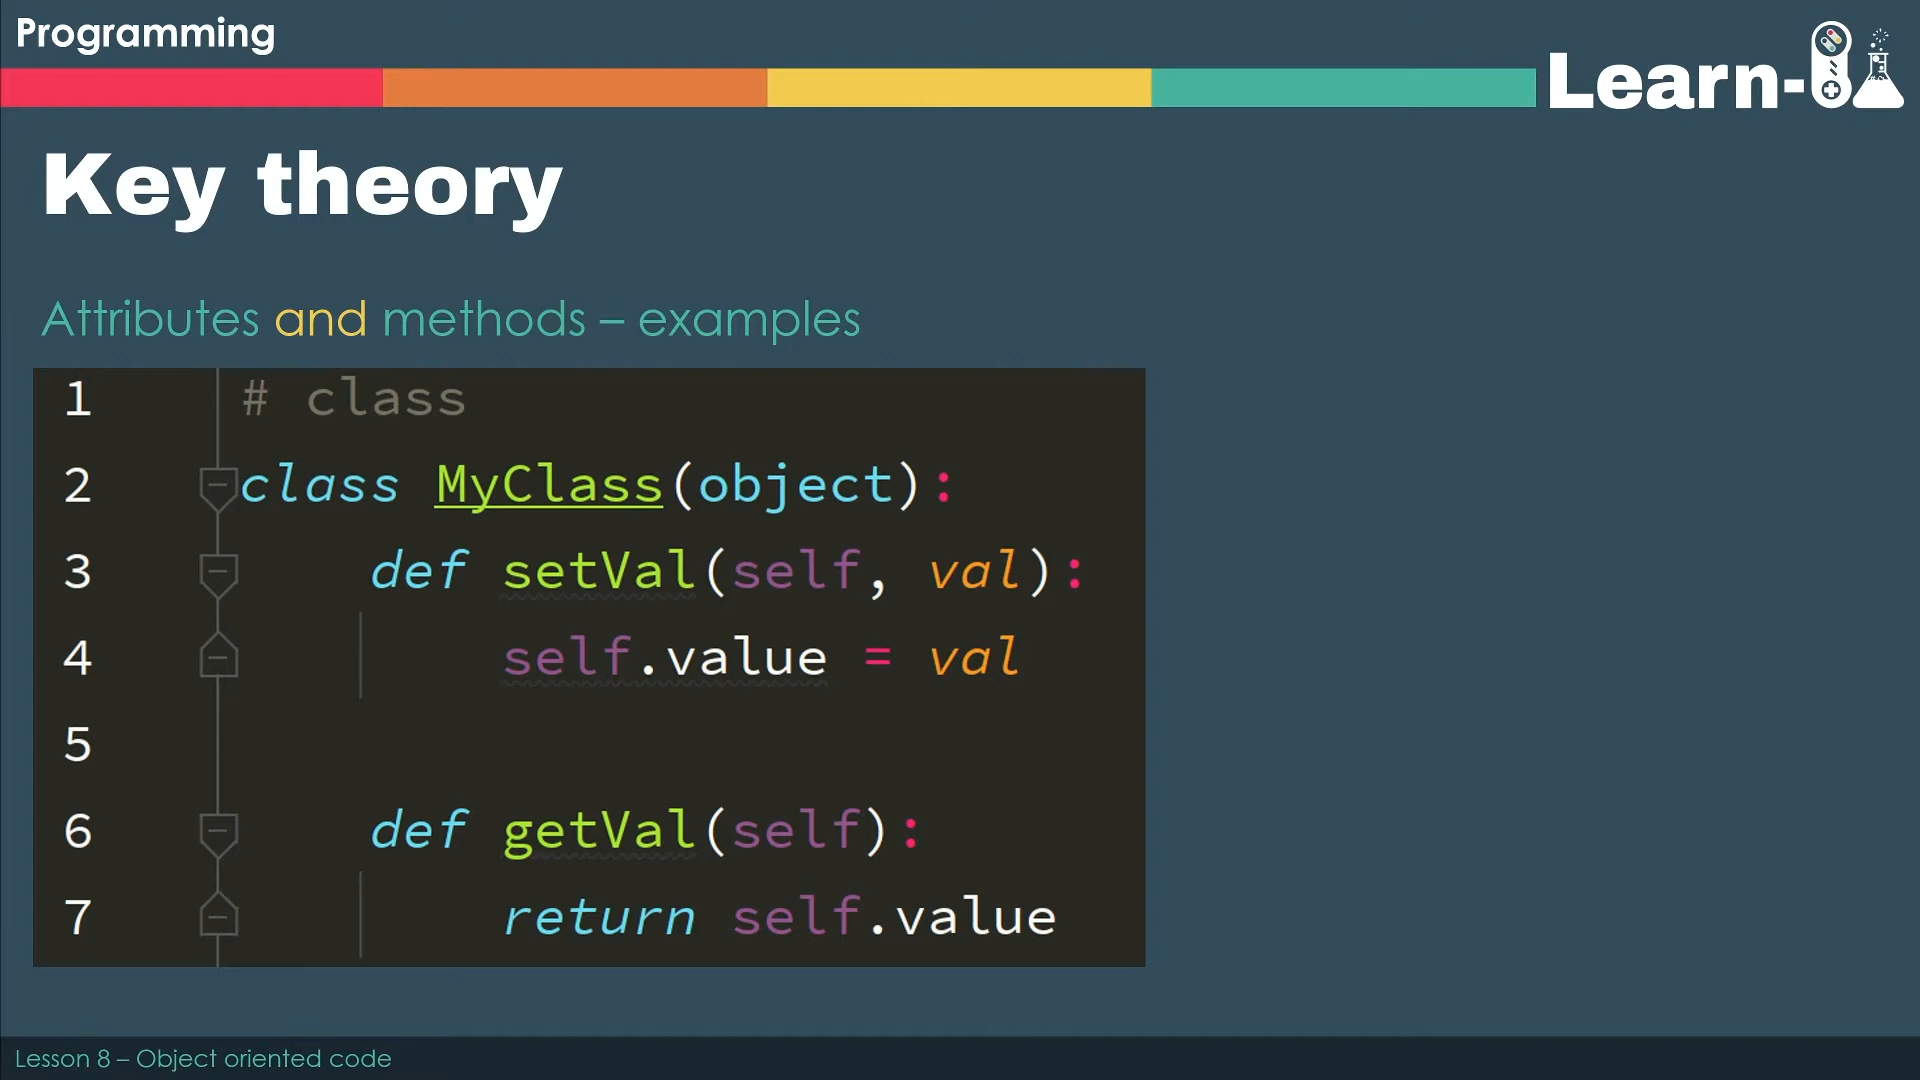 Programming
Learn-
Key theory
Attributes and methods – examples
1 # class
2 class MyClass(object):
3 def setVal(self, val):
4 self.value = val
5
6 def getVal(self):
7 return self.value
Lesson 8 – Object oriented code